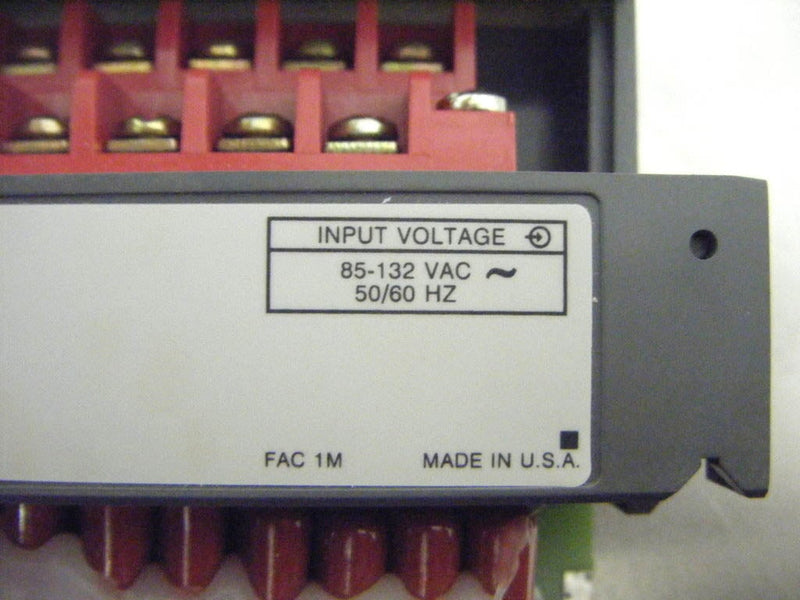 INPUT VOLTAGE
85-132 VAC ~
50/60 HZ
FAC 1M MADE IN U.S.A.